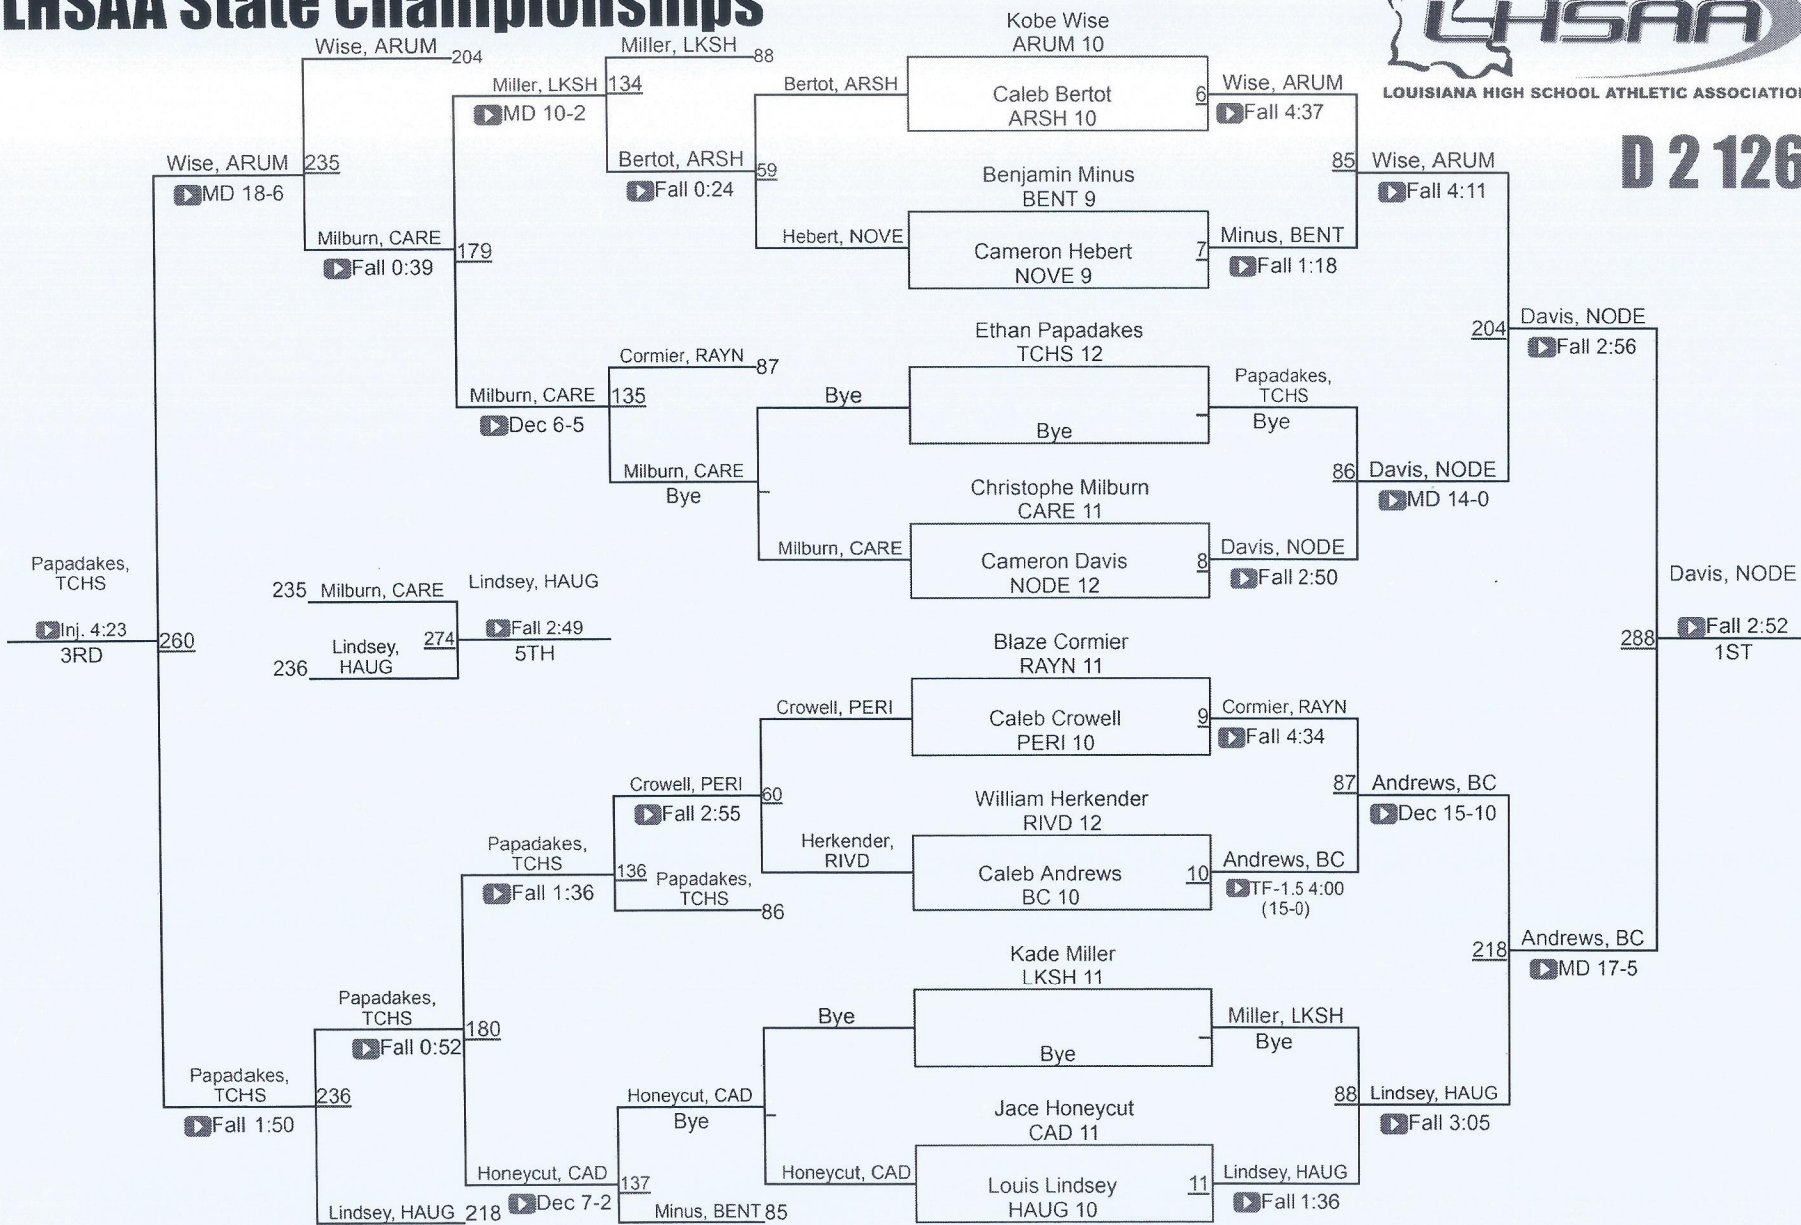 LHSAA State Championships
LHSAA
LOUISIANA HIGH SCHOOL ATHLETIC ASSOCIATION
D 2 126
Wise, ARUM
204
Wise, ARUM 235
MD 18-6
Milburn, CARE
Fall 0:39
179
Miller, LKSH 134
MD 10-2
Miller, LKSH
88
Bertot, ARSH
Fall 0:24
59
Bertot, ARSH
Hebert, NOVE
Cormier, RAYN
87
Milburn, CARE 135
Dec 6-5
Milburn, CARE
Bye
Bye
Milburn, CARE
Kobe Wise
ARUM 10
Caleb Bertot
ARSH 10
6
Wise, ARUM
Fall 4:37
Benjamin Minus
BENT 9
Cameron Hebert
NOVE 9
7
Minus, BENT
Fall 1:18
85
Wise, ARUM
Fall 4:11
Ethan Papadakes
TCHS 12
Bye
Papadakes,
TCHS
Bye
Christophe Milburn
CARE 11
Cameron Davis
NODE 12
8
Davis, NODE
Fall 2:50
86
Davis, NODE
MD 14-0
204
Davis, NODE
Fall 2:56
Papadakes,
TCHS
Inj. 4:23
3RD
260
235 Milburn, CARE
236
Lindsey,
HAUG
274
Lindsey, HAUG
Fall 2:49
5TH
Davis, NODE
288
Fall 2:52
1ST
Blaze Cormier
RAYN 11
Caleb Crowell
PERI 10
9
Cormier, RAYN
Fall 4:34
William Herkender
RIVD 12
Caleb Andrews
BC 10
10
Andrews, BC
TF-1.5 4:00
(15-0)
87
Andrews, BC
Dec 15-10
Crowell, PERI
Herkender,
RIVD
Crowell, PERI
Fall 2:55
60
Papadakes,
TCHS
Fall 1:36
136
Papadakes,
TCHS
86
Kade Miller
LKSH 11
Bye
Miller, LKSH
Bye
Jace Honeycut
CAD 11
Louis Lindsey
HAUG 10
11
Lindsey, HAUG
Fall 1:36
88
Lindsey, HAUG
Fall 3:05
218
Andrews, BC
MD 17-5
Papadakes,
TCHS
Fall 0:52
180
Papadakes,
TCHS
Fall 1:50
236
Lindsey, HAUG 218
Bye
Honeycut, CAD
Honeycut, CAD
Bye
Honeycut, CAD
Dec 7-2
137
Minus, BENT 85